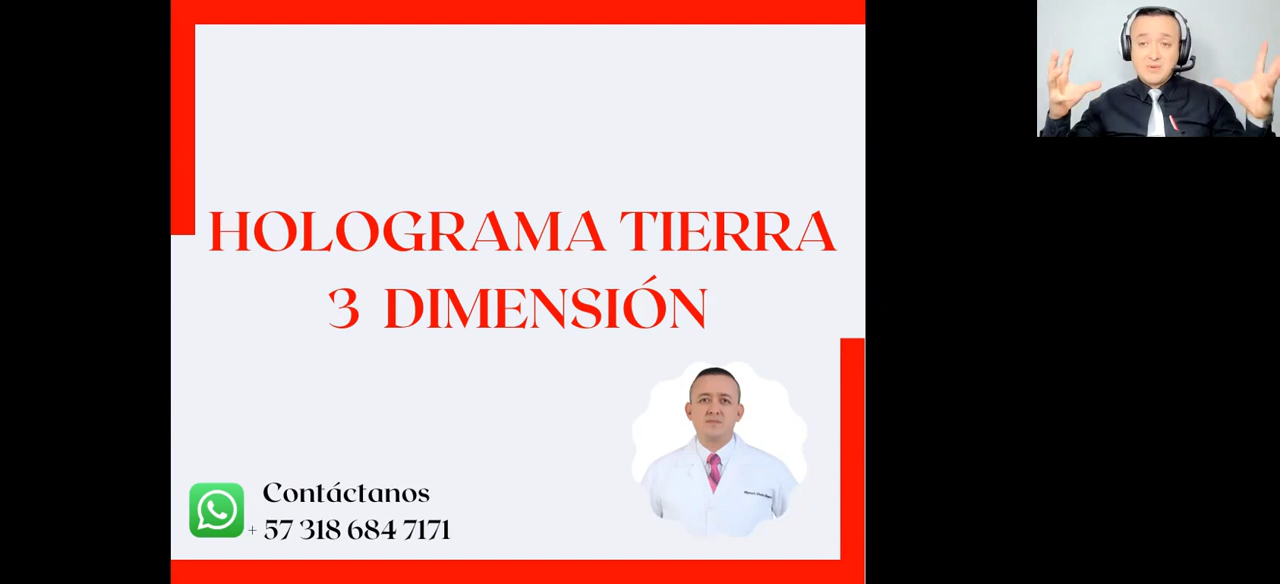 HOLOGRAMA TIERRA
3 DIMENSIÓN
Contáctanos
+ 57 318 684 7171